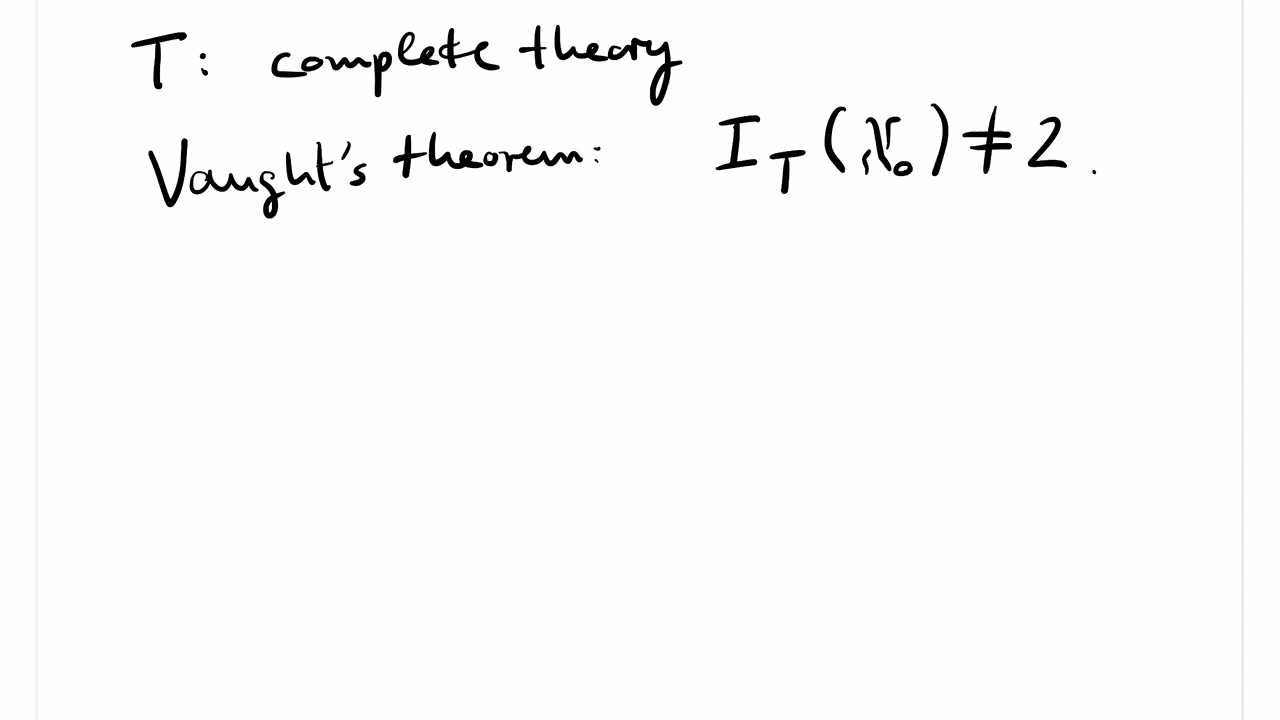 T: complete theory
Vaught's theorem: I_T(ℵ₀) ≠ 2.